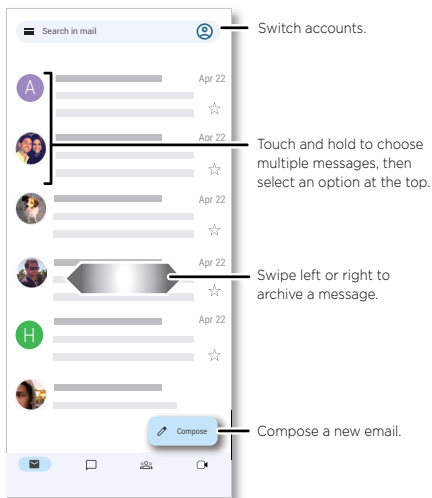 Search in mail
Switch accounts.
A
Apr 22
Apr 22
Touch and hold to choose
multiple messages, then
select an option at the top.
Apr 22
Apr 22
Swipe left or right to
archive a message.
H
Apr 22
Compose
Compose a new email.